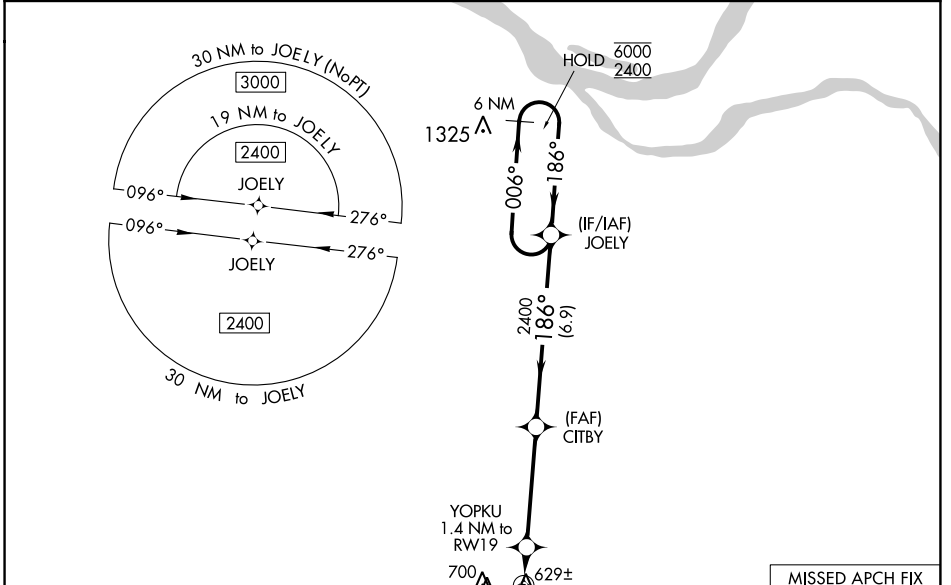 30 NM to JOELY (NoPT)
3000
19 NM to JOELY
2400
JOELY
096°
276°
096°
276°
JOELY
2400
30 NM to JOELY
HOLD
6000
2400
6 NM
1325
006°
186°
(IF/IAF)
JOELY
2400
186°
(6.9)
(FAF)
CITBY
YOPKU
1.4 NM to
RW19
700
629±
MISSED APCH FIX